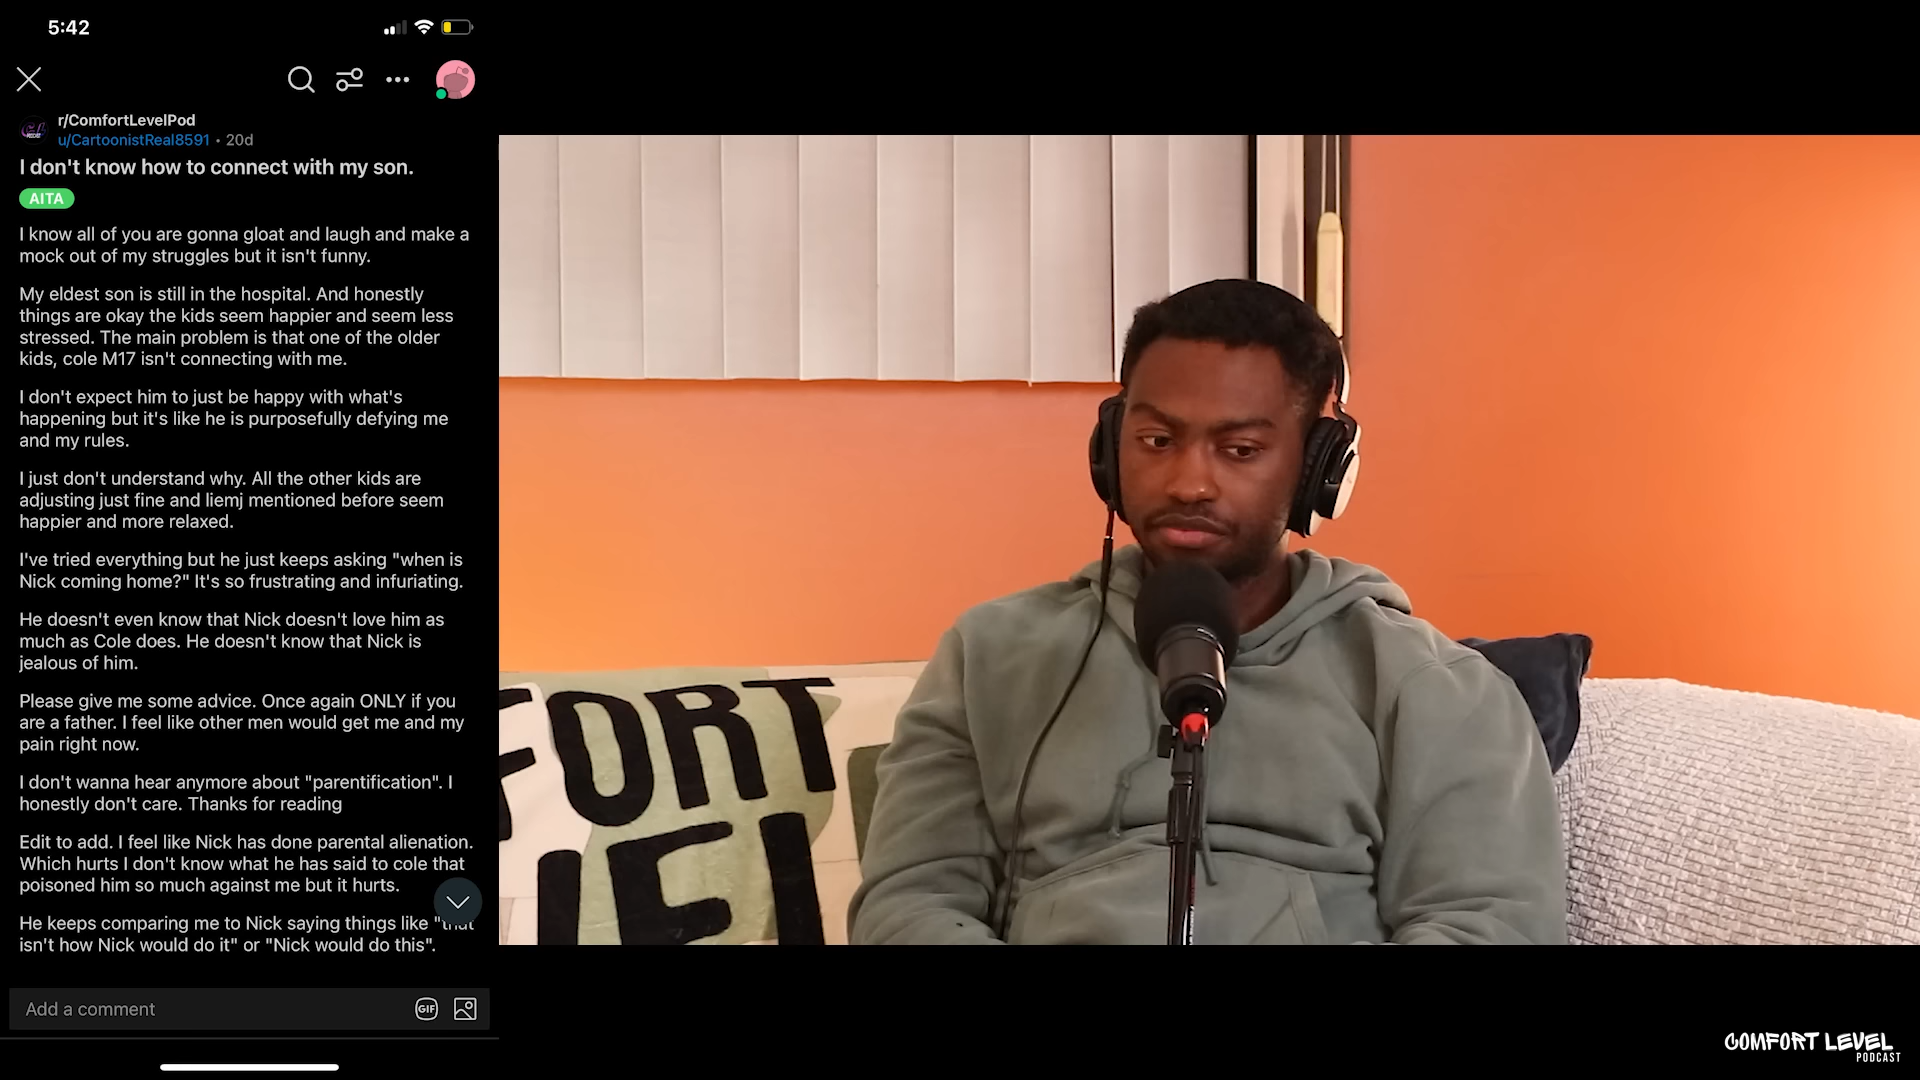 5:42
r/ComfortLevelPod
u/CartoonistReal8591 • 20d
I don't know how to connect with my son.
AITA
I know all of you are gonna gloat and laugh and make a
mock out of my struggles but it isn't funny.
My eldest son is still in the hospital. And honestly
things are okay the kids seem happier and seem less
stressed. The main problem is that one of the older
kids, cole M17 isn't connecting with me.
I don't expect him to just be happy with what's
happening but it's like he is purposefully defying me
and my rules.
I just don't understand why. All the other kids are
adjusting just fine and liemj mentioned before seem
happier and more relaxed.
I've tried everything but he just keeps asking "when is
Nick coming home?" It's so frustrating and infuriating.
He doesn't even know that Nick doesn't love him as
much as Cole does. He doesn't know that Nick is
jealous of him.
Please give me some advice. Once again ONLY if you
are a father. I feel like other men would get me and my
pain right now.
I don't wanna hear anymore about "parentification". I
honestly don't care. Thanks for reading
Edit to add. I feel like Nick has done parental alienation.
Which hurts I don't know what he has said to cole that
poisoned him so much against me but it hurts.
He keeps comparing me to Nick saying things like "that
isn't how Nick would do it" or "Nick would do this".
Add a comment
GIF
FORT
COMFORT LEVEL
PODCAST